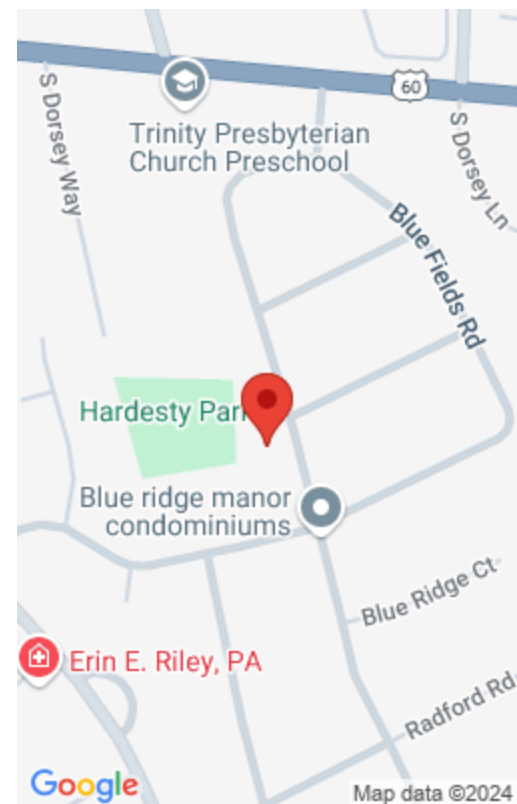 60
S Dorsey Way
Trinity Presbyterian
Church Preschool
S Dorsey Ln
Blue Fields Rd
Hardesty Par
Blue ridge manor
condominiums
Blue Ridge Ct
Erin E. Riley, PA
Radford Rd
Google
Map data ©2024